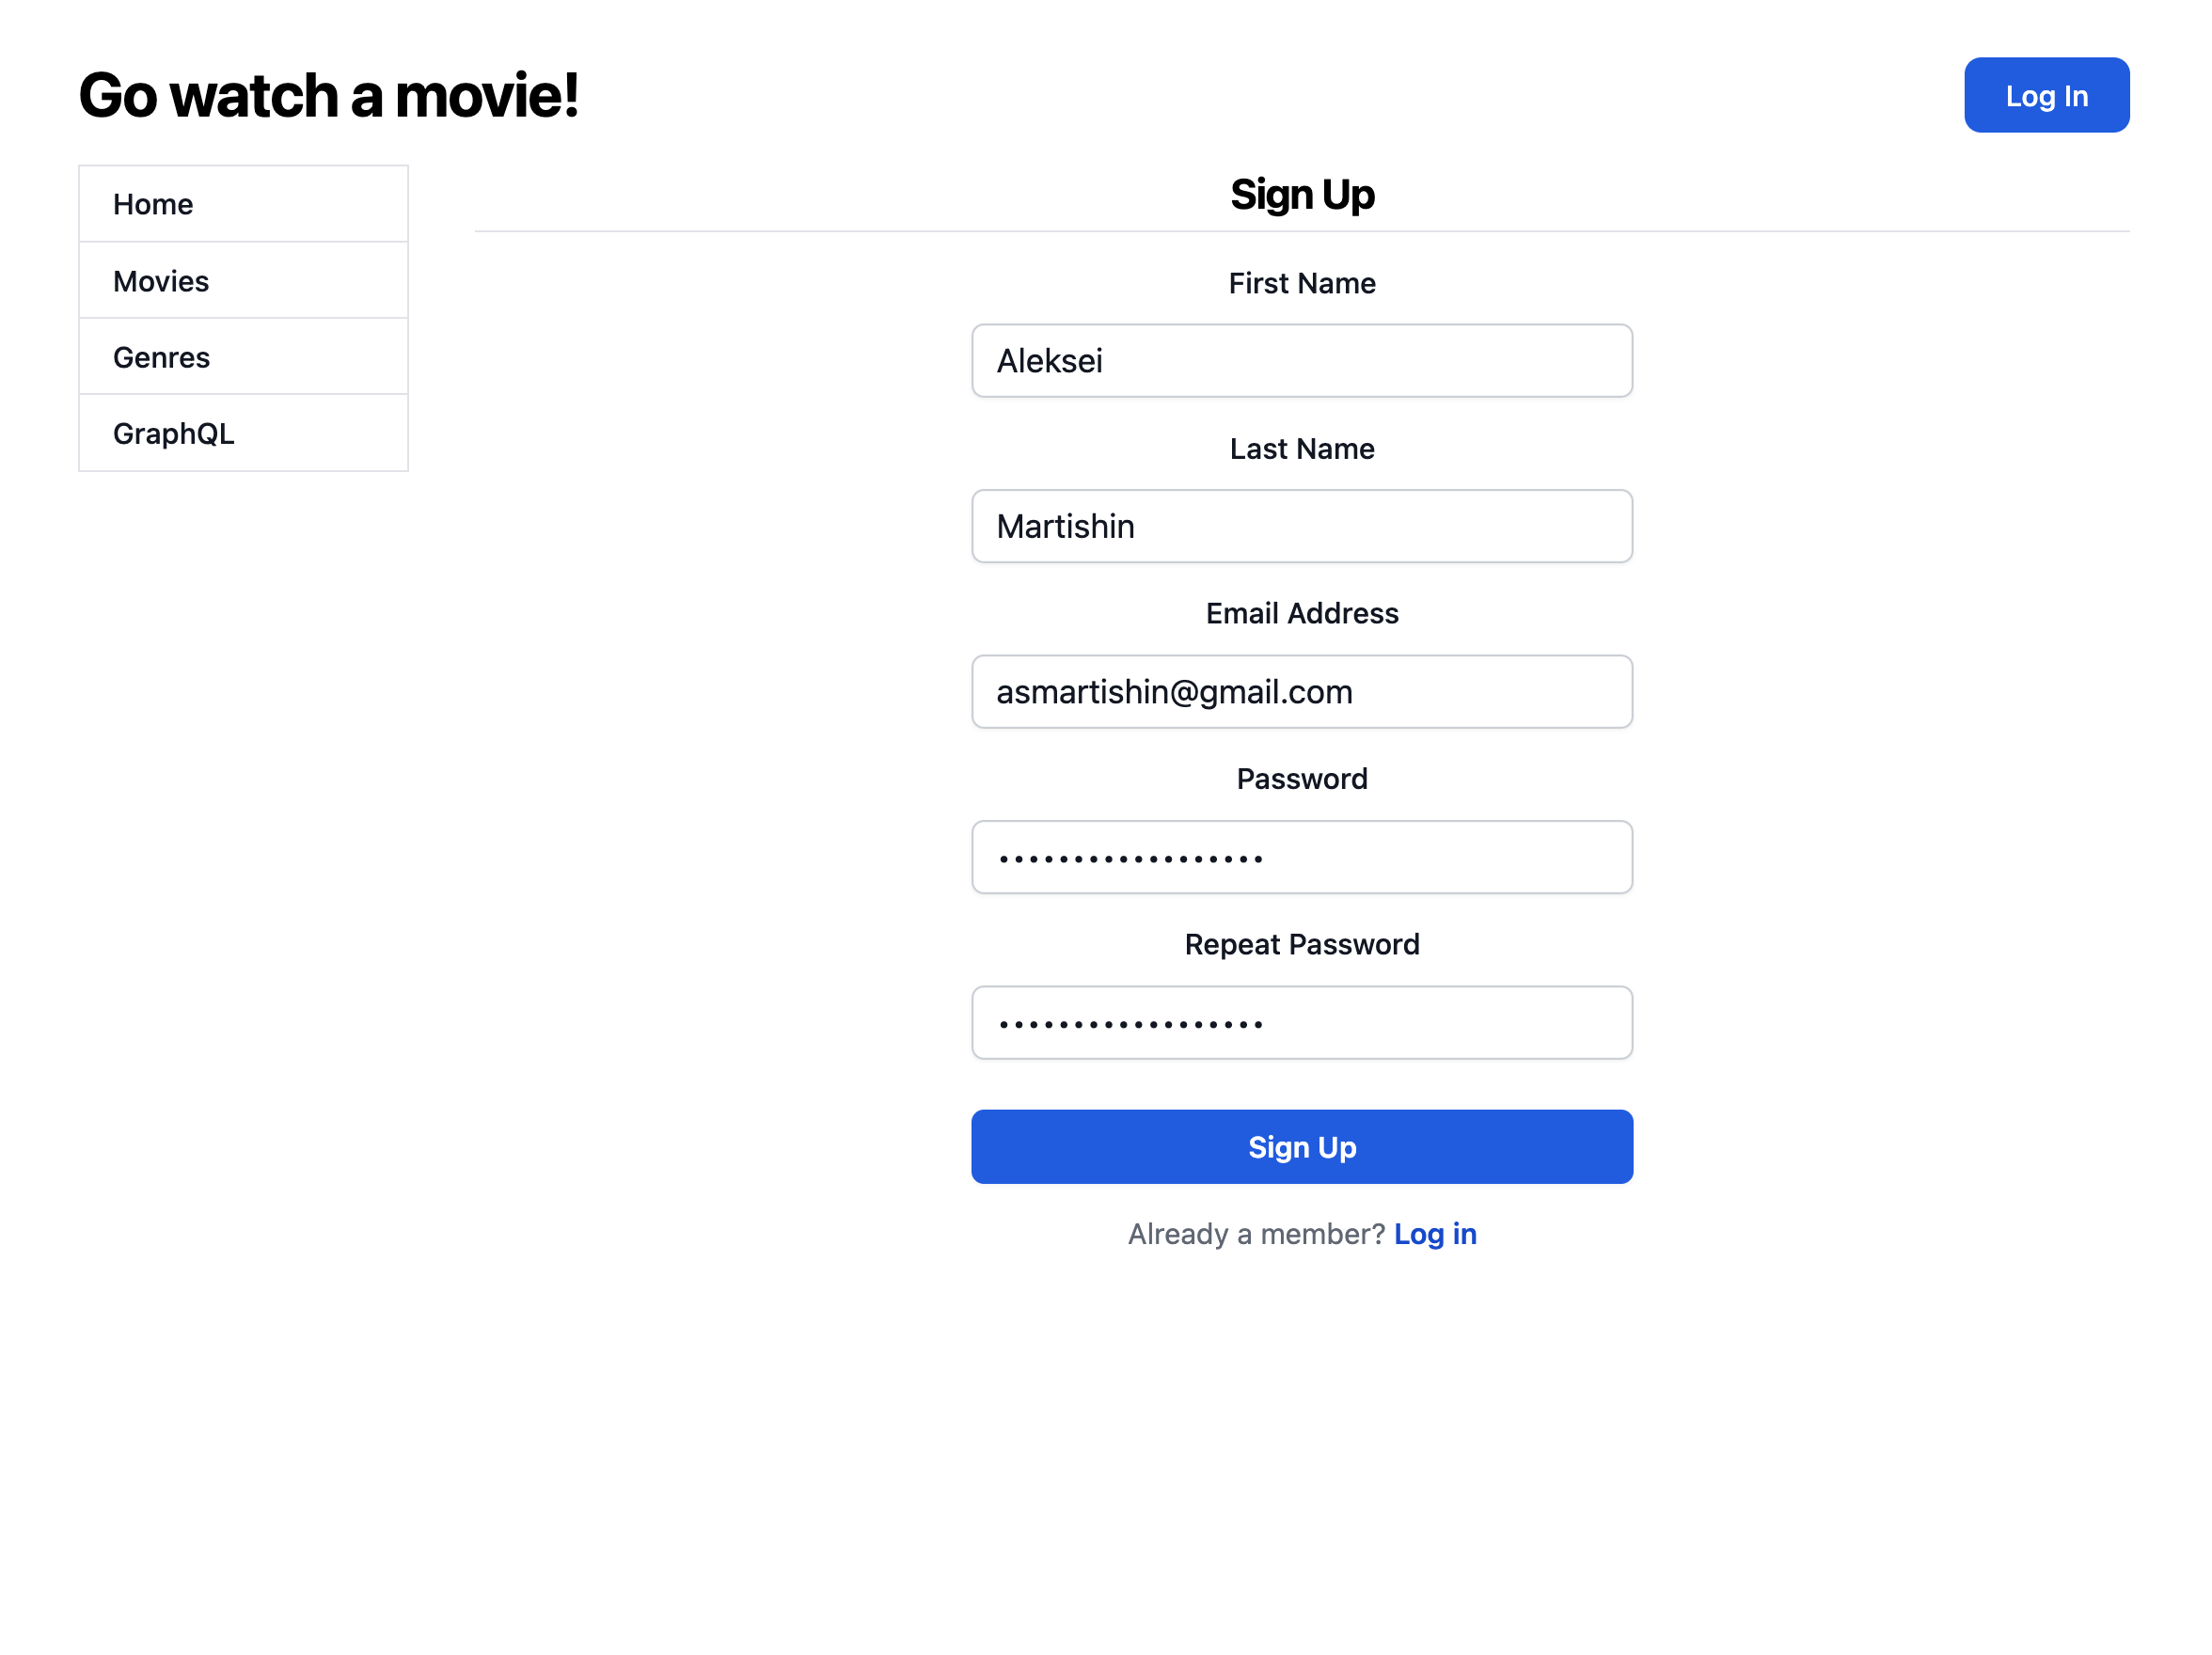 Go watch a movie!
Log In
Home
Movies
Genres
GraphQL
Sign Up
First Name
Aleksei
Last Name
Martishin
Email Address
asmartishin@gmail.com
Password
••••••••••••••••••
Repeat Password
••••••••••••••••••
Sign Up
Already a member? Log in